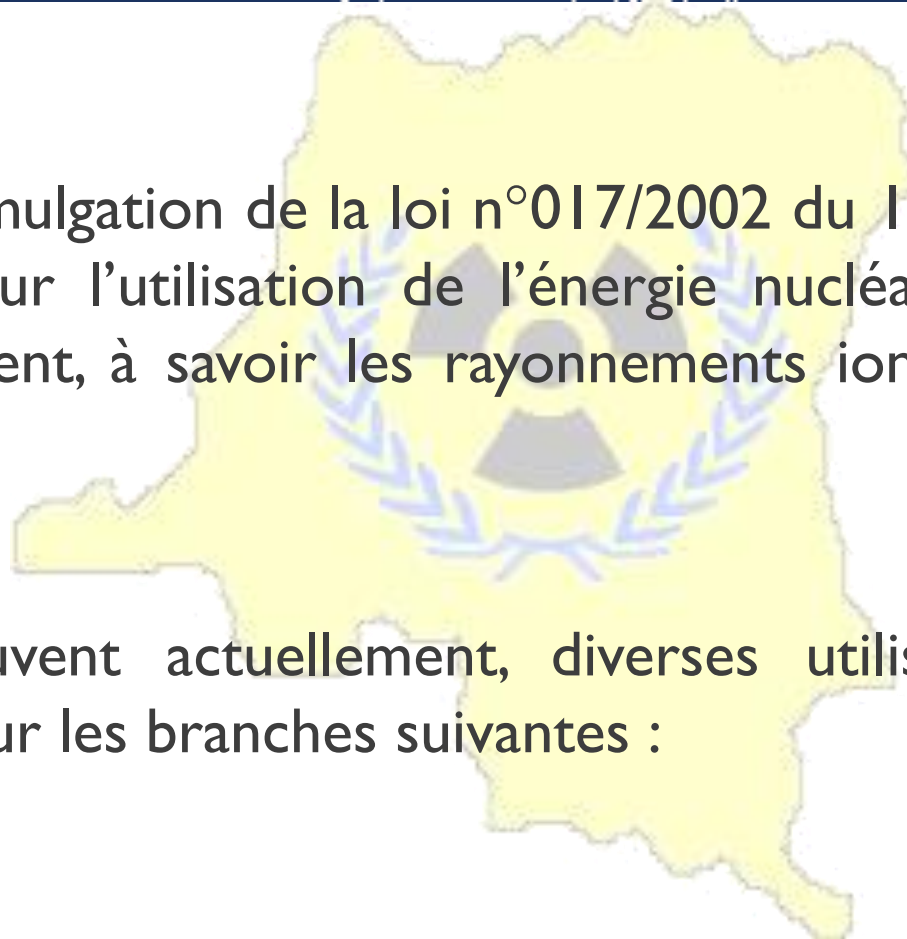 mulgation de la loi n°017/2002 du 1
ur l’utilisation de l’énergie nucléa
ent, à savoir les rayonnements ion
uvent actuellement, diverses utilis
ur les branches suivantes :